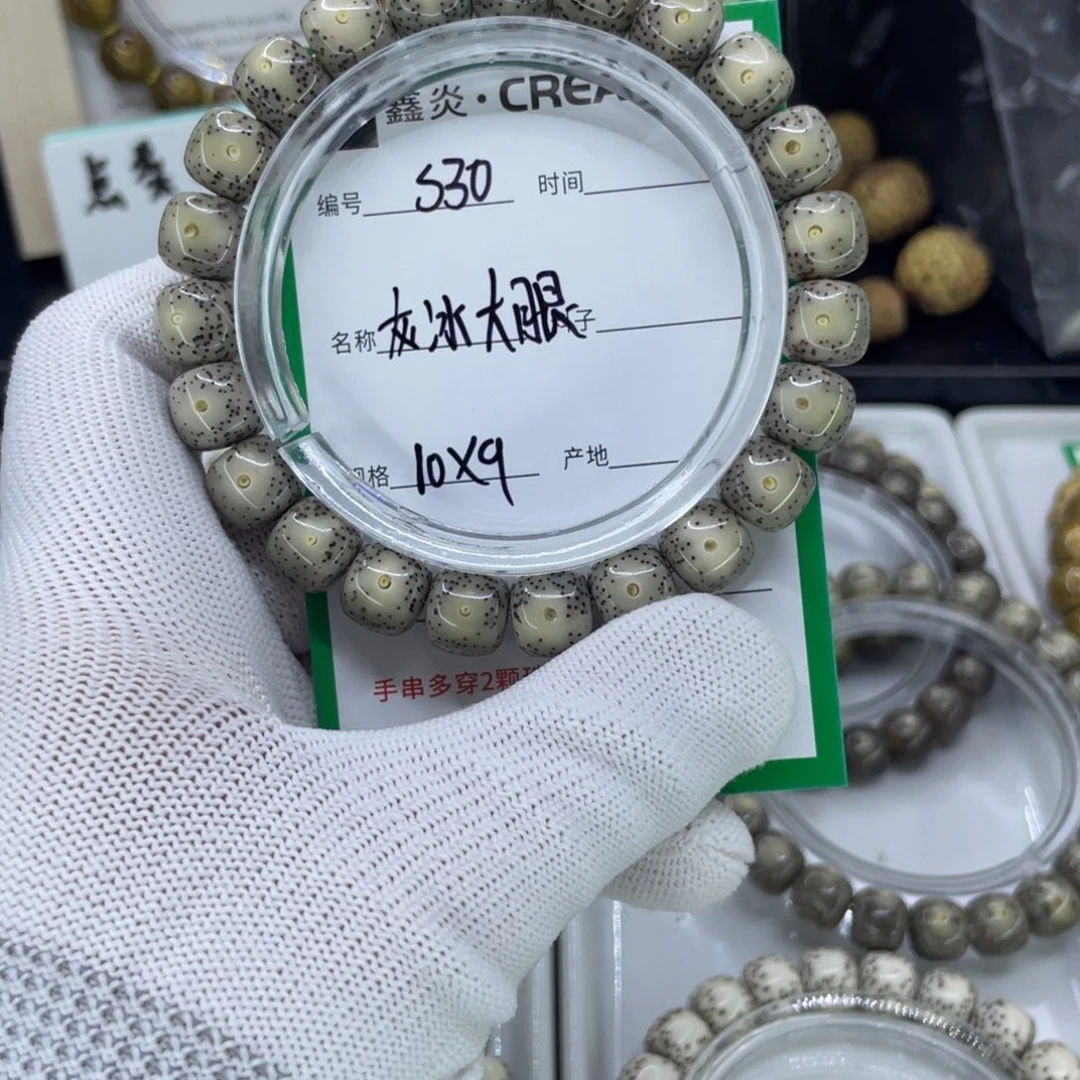 鑫炎·CREA
编号 S30 时间
名称 灰冰大眼 子
格 10X9 产地
手串多穿2颗